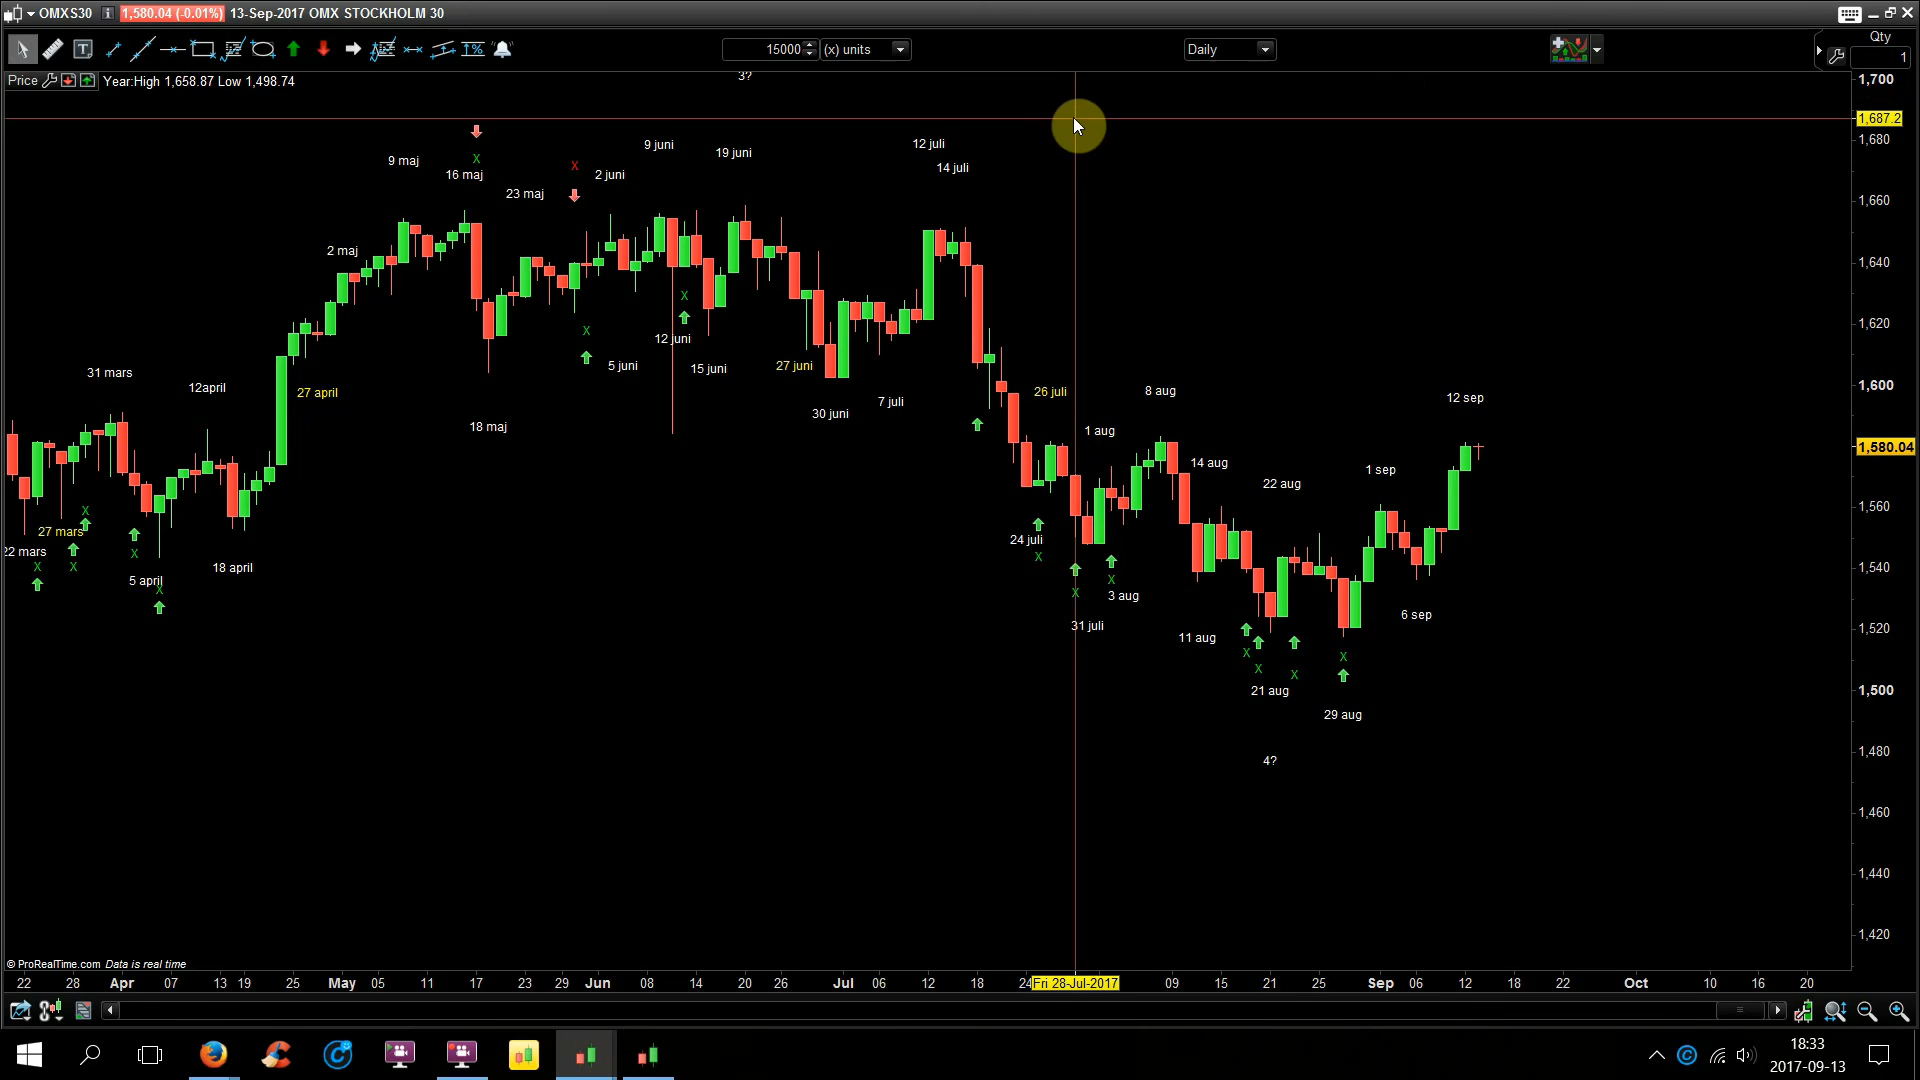 OMXS30 i 1,580.04 (-0.01%) 13-Sep-2017 OMX STOCKHOLM 30
T % 15000 (x) units Daily Qty
1
Price Year:High 1,658.87 Low 1,498.74
3?
1,700
1,687.2
1,680
1,660
1,640
1,620
1,600
1,580.04
1,560
1,540
1,520
1,500
1,480
1,460
1,440
1,420
22 mars
27 mars
31 mars
5 april
12april
18 april
27 april
2 maj
9 maj
X
16 maj
18 maj
23 maj
X
2 juni
5 juni
9 juni
12 juni
15 juni
19 juni
27 juni
30 juni
7 juli
12 juli
14 juli
24 juli
26 juli
31 juli
1 aug
3 aug
8 aug
11 aug
14 aug
21 aug
22 aug
29 aug
1 sep
6 sep
12 sep
4?
X
X
X
X
X
X
X
X
X
X
X
X
X
X
© ProRealTime.com Data is real time
22 28 Apr 07 13 19 25 May 05 11 17 23 29 Jun 08 14 20 26 Jul 06 12 18 24 Fri 28-Jul-2017 09 15 21 25 Sep 06 12 18 22 Oct 10 16 20
18:33
2017-09-13